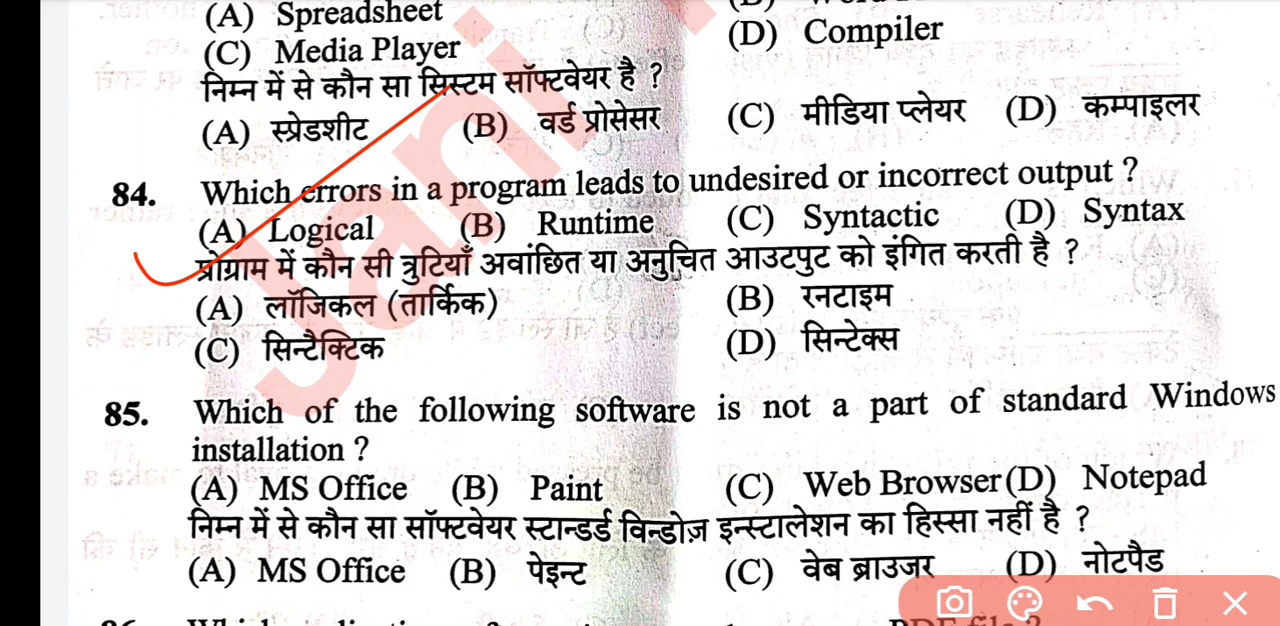 (A) Spreadsheet
(C) Media Player (D) Compiler
निम्न में से कौन सा सिस्टम सॉफ्टवेयर है ?
(A) स्प्रेडशीट (B) वर्ड प्रोसेसर (C) मीडिया प्लेयर (D) कम्पाइलर
84. Which errors in a program leads to undesired or incorrect output ?
(A) Logical (B) Runtime (C) Syntactic (D) Syntax
प्रोग्राम में कौन सी त्रुटियाँ अवांछित या अनुचित आउटपुट को इंगित करती है ?
(A) लॉजिकल (तार्किक) (B) रनटाइम
(C) सिन्टैक्टिक (D) सिन्टेक्स
85. Which of the following software is not a part of standard Windows
installation ?
(A) MS Office (B) Paint (C) Web Browser (D) Notepad
निम्न में से कौन सा सॉफ्टवेयर स्टान्डर्ड विन्डोज़ इन्स्टालेशन का हिस्सा नहीं है ?
(A) MS Office (B) पेइन्ट (C) वेब ब्राउजर (D) नोटपैड